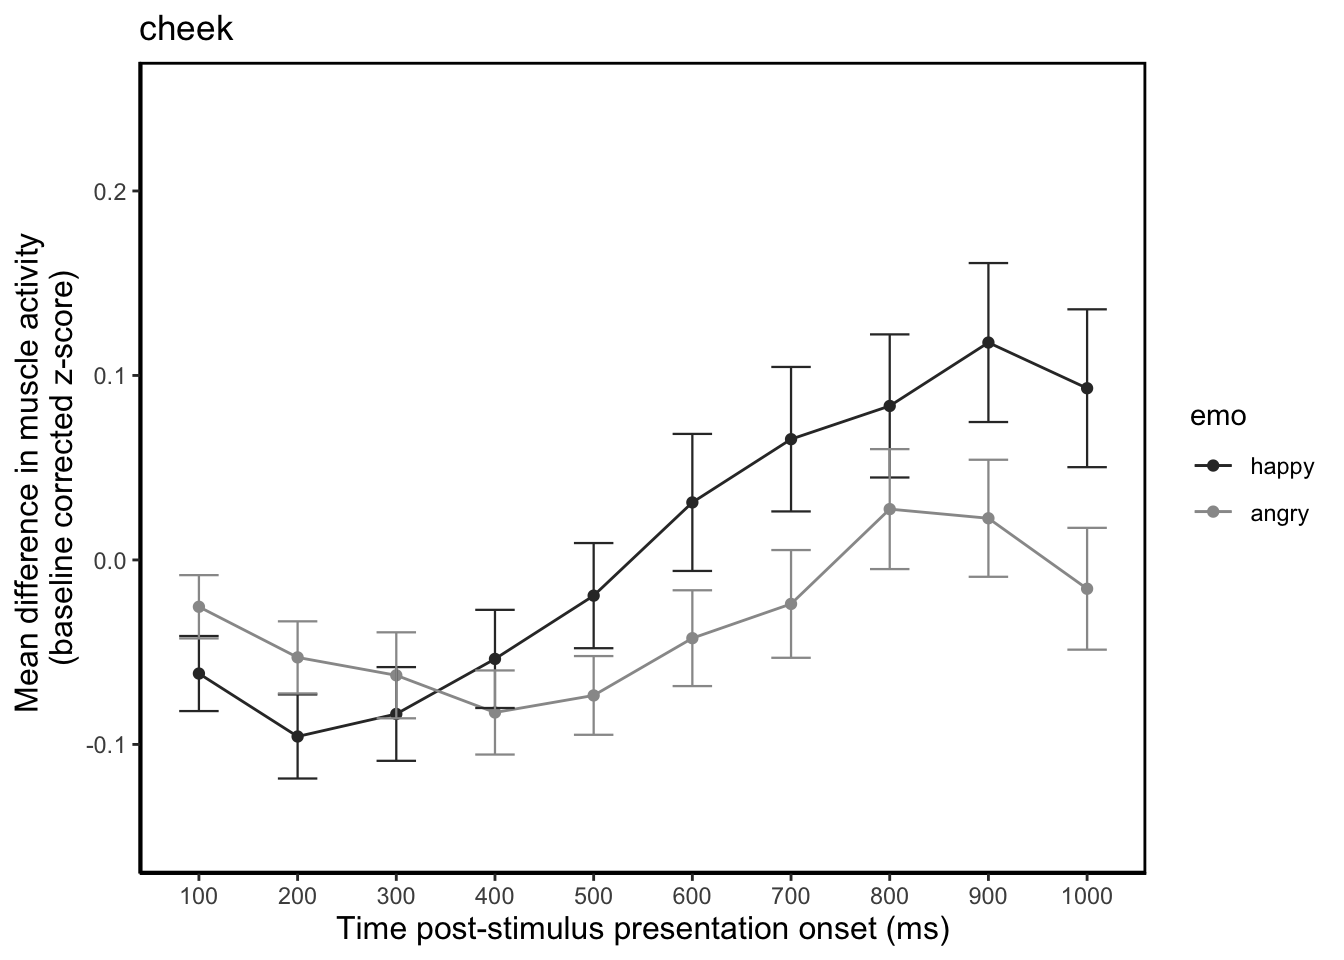 cheek
Mean difference in muscle activity
(baseline corrected z-score)
0.2
0.1
0.0
-0.1
100 200 300 400 500 600 700 800 900 1000
Time post-stimulus presentation onset (ms)
emo
happy
angry